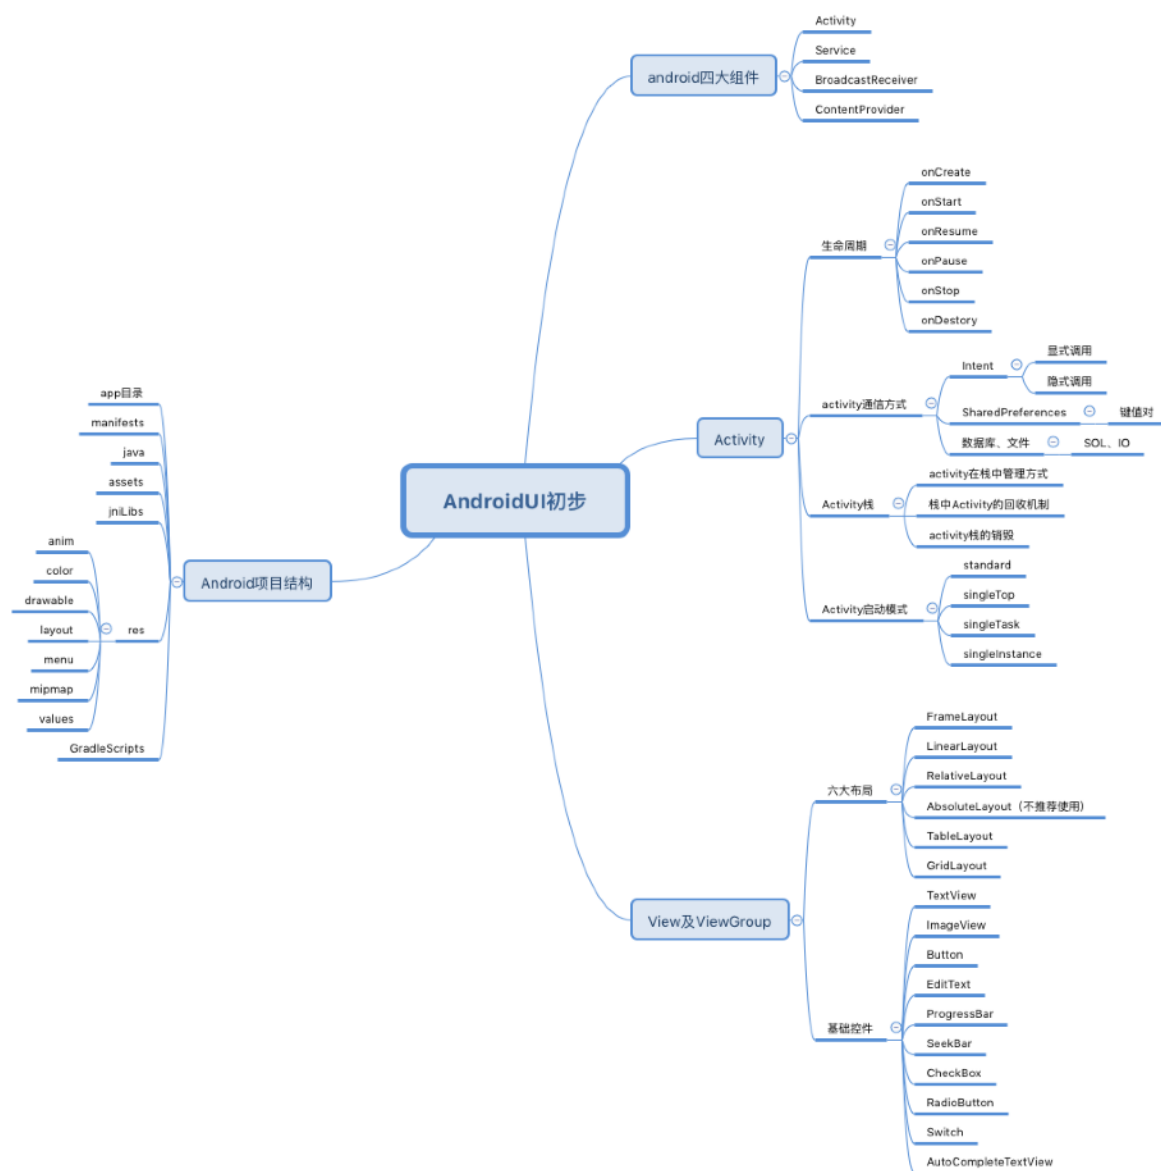 AndroidUI初步
android四大组件
Activity
Service
BroadcastReceiver
ContentProvider
Activity
生命周期
onCreate
onStart
onResume
onPause
onStop
onDestory
activity通信方式
Intent
显式调用
隐式调用
SharedPreferences
键值对
数据库、文件
SOL、IO
Activity栈
activity在栈中管理方式
栈中Activity的回收机制
activity栈的销毁
Activity启动模式
standard
singleTop
singleTask
singleInstance
View及ViewGroup
六大布局
FrameLayout
LinearLayout
RelativeLayout
AbsoluteLayout（不推荐使用）
TableLayout
GridLayout
基础控件
TextView
ImageView
Button
EditText
ProgressBar
SeekBar
CheckBox
RadioButton
Switch
AutoCompleteTextView
Android项目结构
app目录
manifests
java
assets
jniLibs
res
anim
color
drawable
layout
menu
mipmap
values
GradleScripts